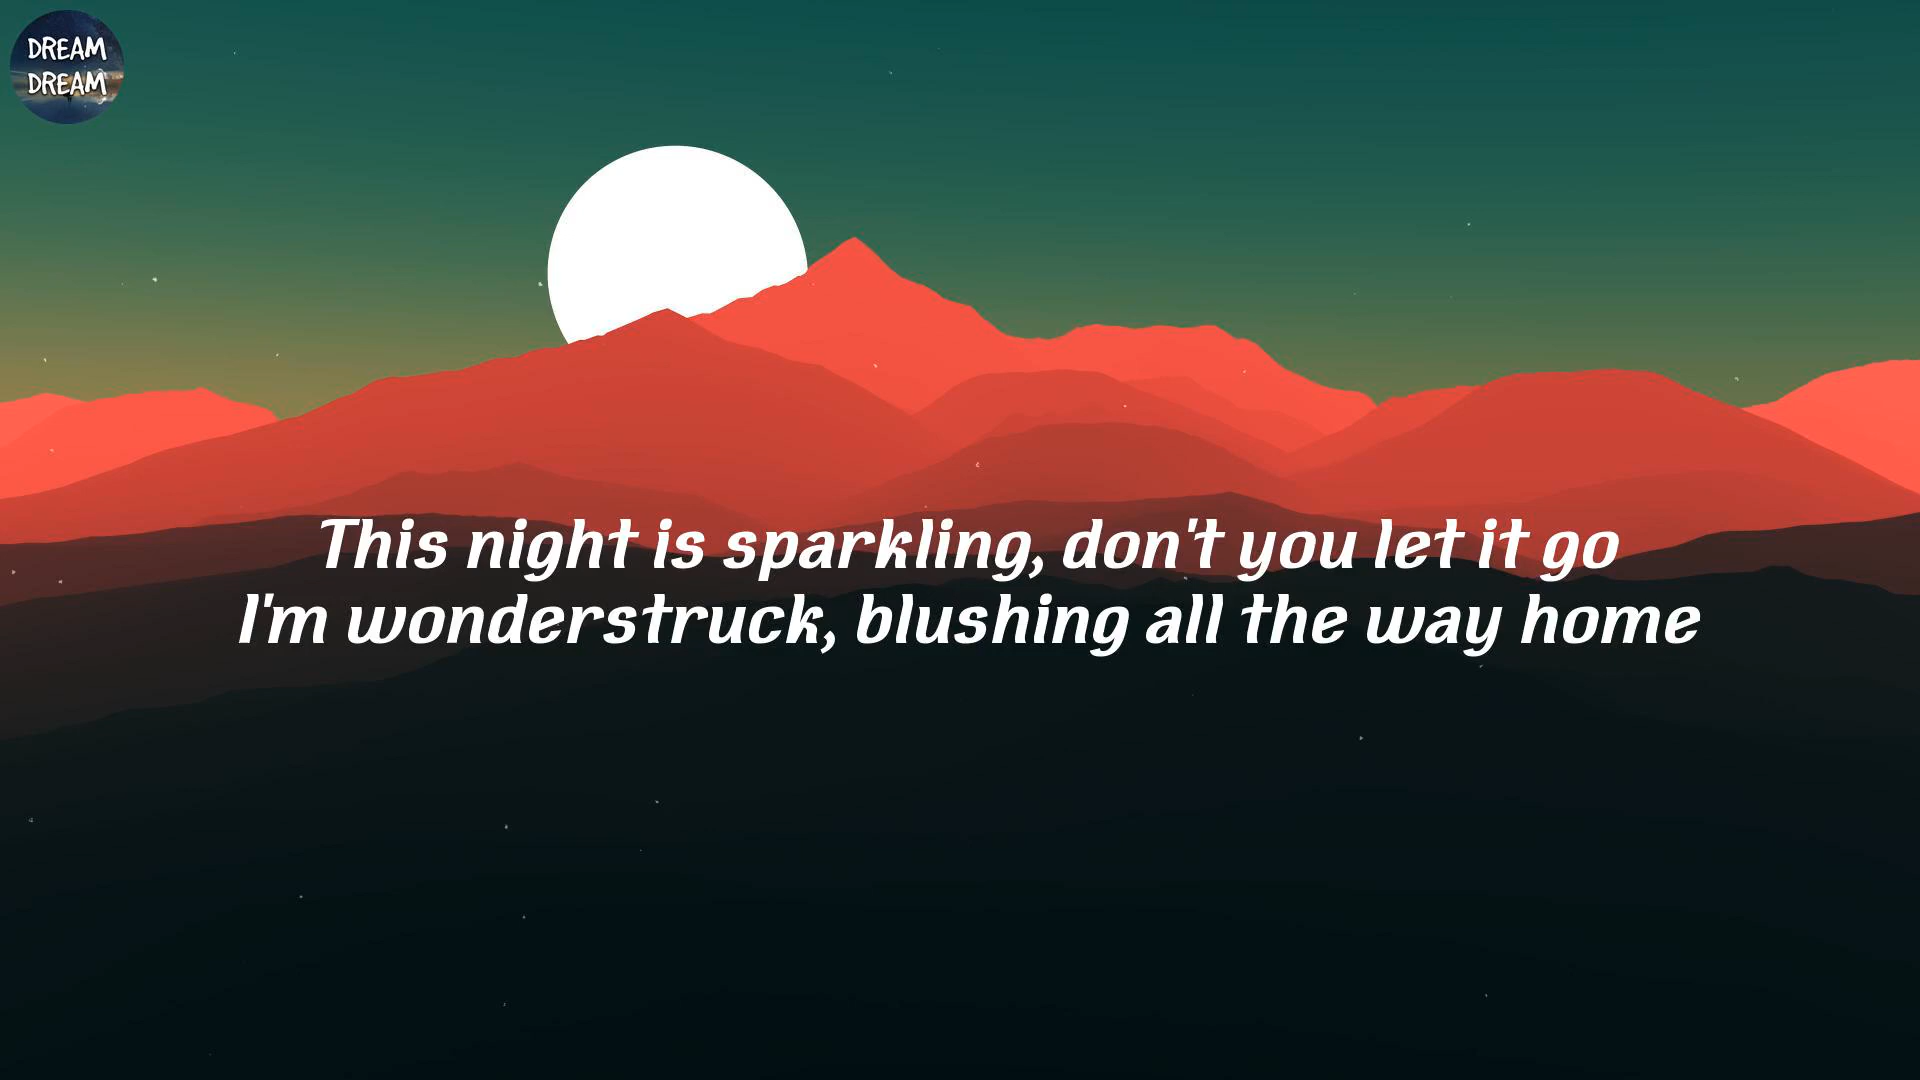 DREAM
DREAM
This night is sparkling, don't you let it go
I'm wonderstruck, blushing all the way home